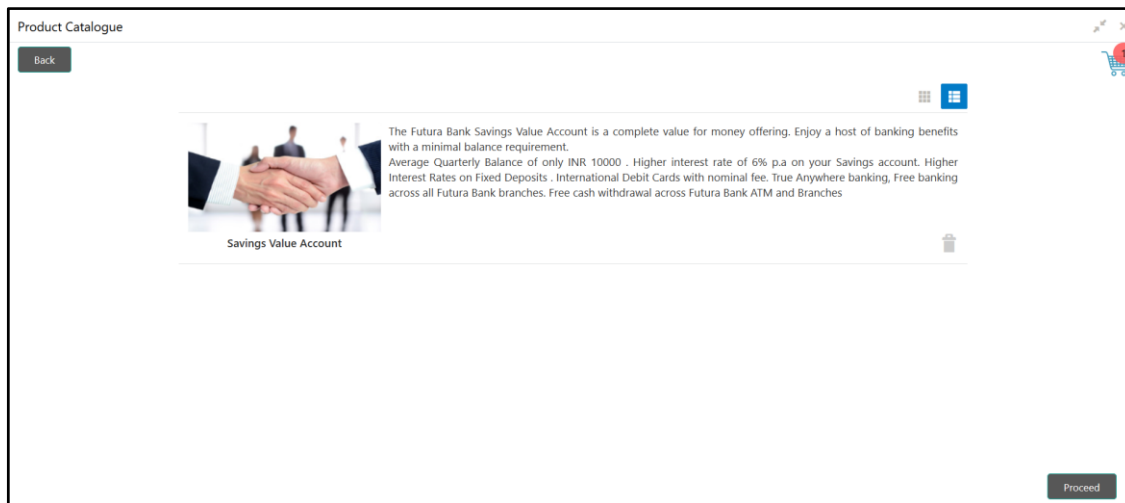 Product Catalogue
Back
The Futura Bank Savings Value Account is a complete value for money offering. Enjoy a host of banking benefits
with a minimal balance requirement.
Average Quarterly Balance of only INR 10000 . Higher interest rate of 6% p.a on your Savings account. Higher
Interest Rates on Fixed Deposits . International Debit Cards with nominal fee. True Anywhere banking, Free banking
across all Futura Bank branches. Free cash withdrawal across Futura Bank ATM and Branches
Savings Value Account
Proceed